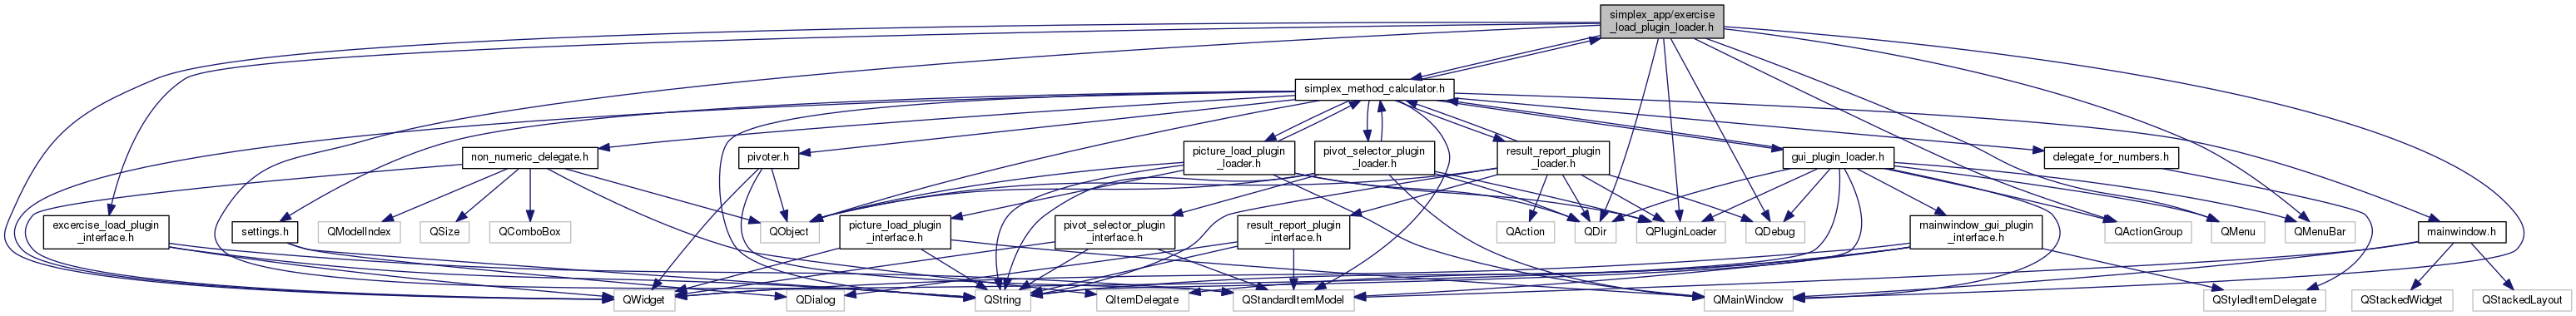 simplex_app/exercise
_load_plugin_loader.h
simplex_method_calculator.h
non_numeric_delegate.h
pivoter.h
picture_load_plugin
_loader.h
pivot_selector_plugin
_loader.h
result_report_plugin
_loader.h
gui_plugin_loader.h
delegate_for_numbers.h
excercise_load_plugin
_interface.h
settings.h
QModelIndex
QSize
QComboBox
QObject
picture_load_plugin
_interface.h
pivot_selector_plugin
_interface.h
result_report_plugin
_interface.h
QAction
QDir
QPluginLoader
QDebug
mainwindow_gui_plugin
_interface.h
QActionGroup
QMenu
QMenuBar
mainwindow.h
QWidget
QDialog
QString
QItemDelegate
QStandardItemModel
QMainWindow
QStyledItemDelegate
QStackedWidget
QStackedLayout